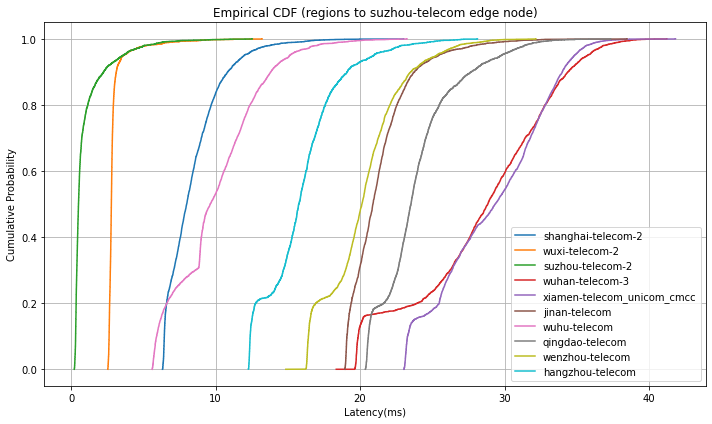 Empirical CDF (regions to suzhou-telecom edge node)
Cumulative Probability
1.0
0.8
0.6
0.4
0.2
0.0
shanghai-telecom-2
wuxi-telecom-2
suzhou-telecom-2
wuhan-telecom-3
xiamen-telecom_unicom_cmcc
jinan-telecom
wuhu-telecom
qingdao-telecom
wenzhou-telecom
hangzhou-telecom
0 10 20 30 40
Latency(ms)